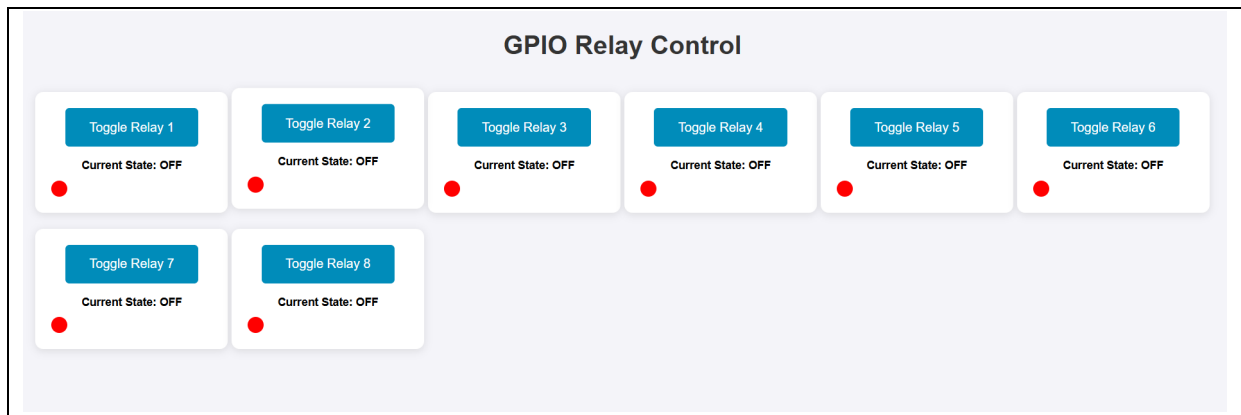 GPIO Relay Control
Toggle Relay 1
Current State: OFF
Toggle Relay 2
Current State: OFF
Toggle Relay 3
Current State: OFF
Toggle Relay 4
Current State: OFF
Toggle Relay 5
Current State: OFF
Toggle Relay 6
Current State: OFF
Toggle Relay 7
Current State: OFF
Toggle Relay 8
Current State: OFF